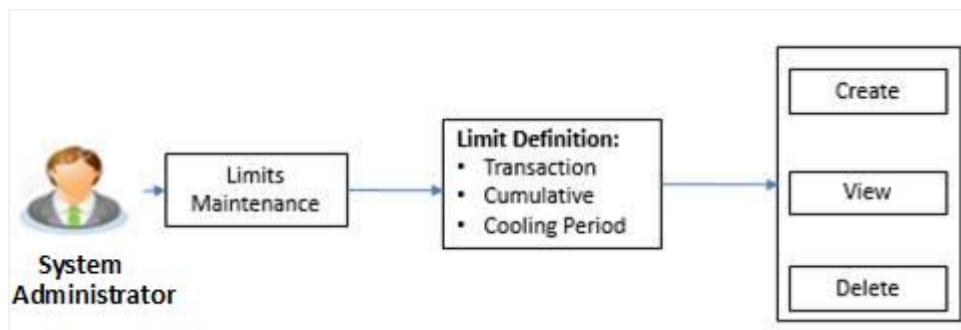 System
Administrator
Limits
Maintenance
Limit Definition:
• Transaction
• Cumulative
• Cooling Period
Create
View
Delete